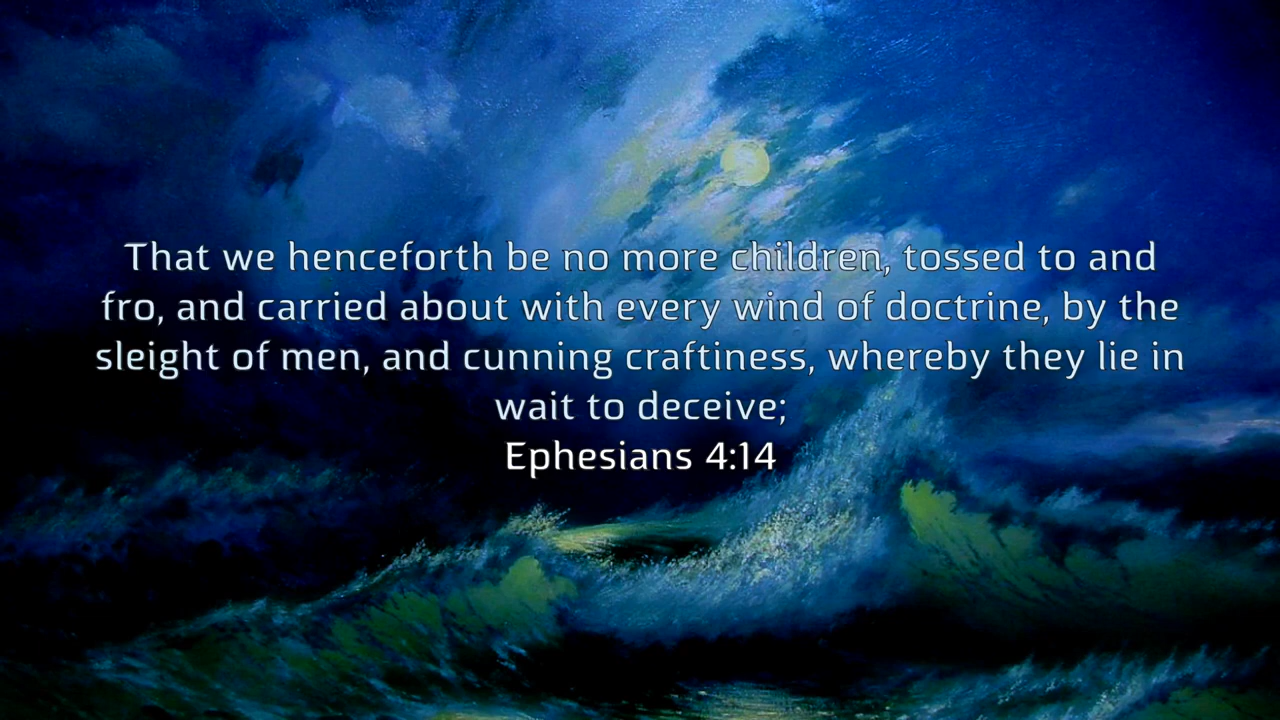 That we henceforth be no more children, tossed to and
fro, and carried about with every wind of doctrine, by the
sleight of men, and cunning craftiness, whereby they lie in
wait to deceive;
Ephesians 4:14